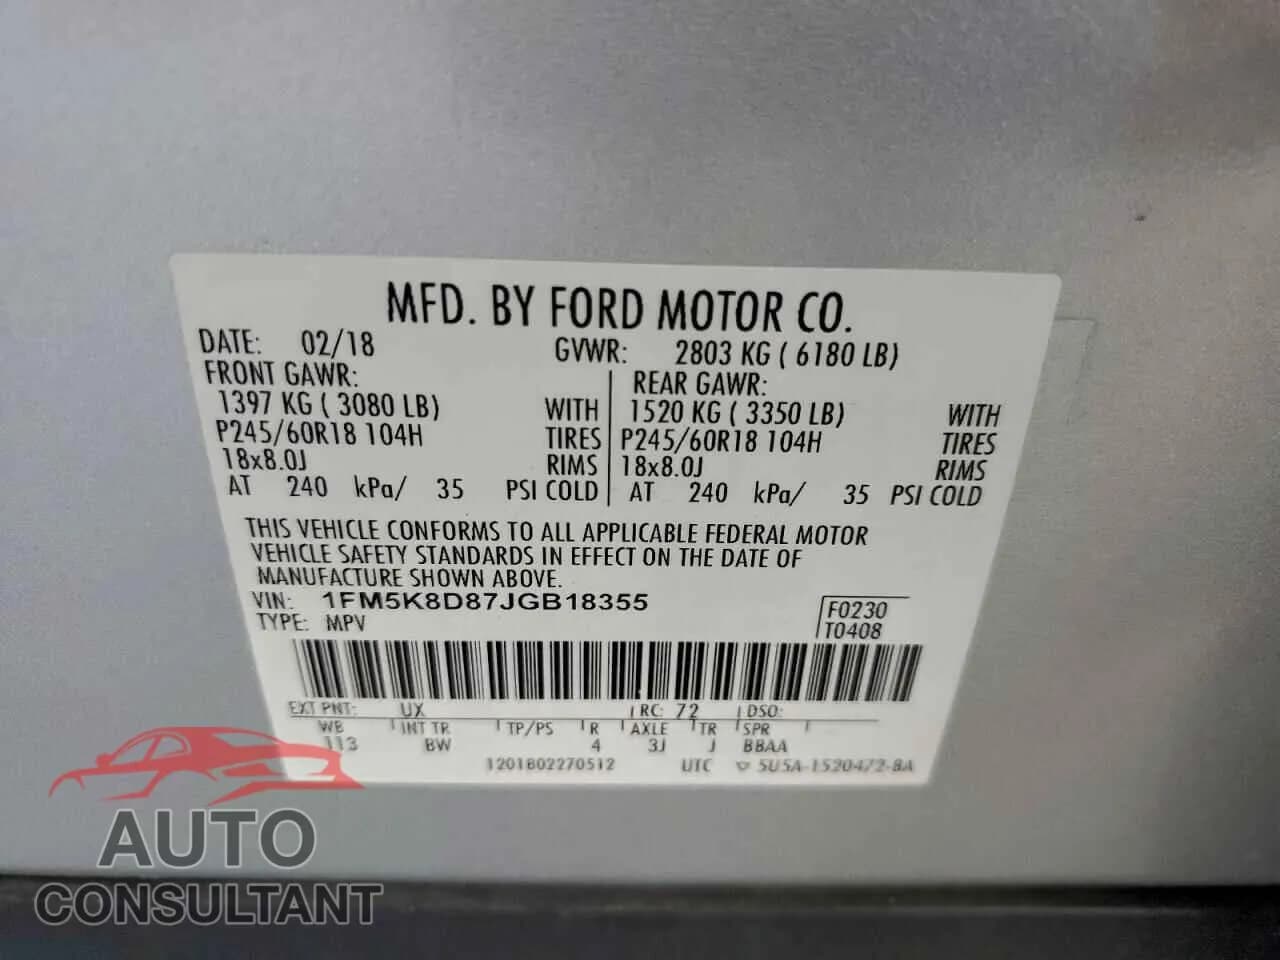 MFD. BY FORD MOTOR CO.
DATE: 02/18 GVWR: 2803 KG ( 6180 LB)
FRONT GAWR: REAR GAWR:
1397 KG ( 3080 LB) WITH 1520 KG ( 3350 LB) WITH
P245/60R18 104H TIRES P245/60R18 104H TIRES
18x8.0J RIMS 18x8.0J RIMS
AT 240 kPa/ 35 PSI COLD AT 240 kPa/ 35 PSI COLD
THIS VEHICLE CONFORMS TO ALL APPLICABLE FEDERAL MOTOR
VEHICLE SAFETY STANDARDS IN EFFECT ON THE DATE OF
MANUFACTURE SHOWN ABOVE.
VIN: 1FM5K8D87JGB18355 F0230
TYPE: MPV T0408
EXT PNT: UX RC: 72 DSO:
WB INT TR TP/PS R AXLE TR SPR
113 BW 4 3J J BBAA
1201802270512 UTC 5U5A-1520472-BA
AUTO
CONSULTANT